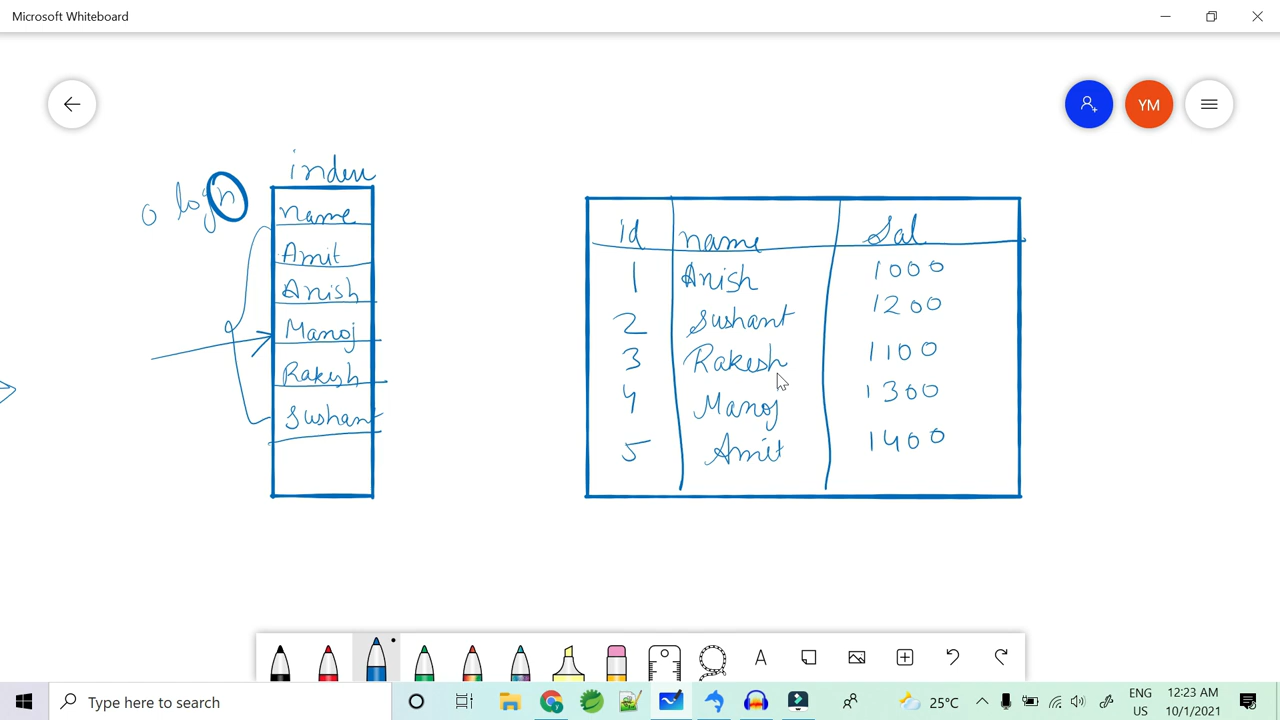 Microsoft Whiteboard
YM
index
o logn
name
Amit
Anish
Manoj
Rakesh
Sushant
id name Sal
1 Anish 1000
2 Sushant 1200
3 Rakesh 1100
4 Manoj 1300
5 Amit 1400
A
Type here to search
25°C
ENG
US
12:23 AM
10/1/2021